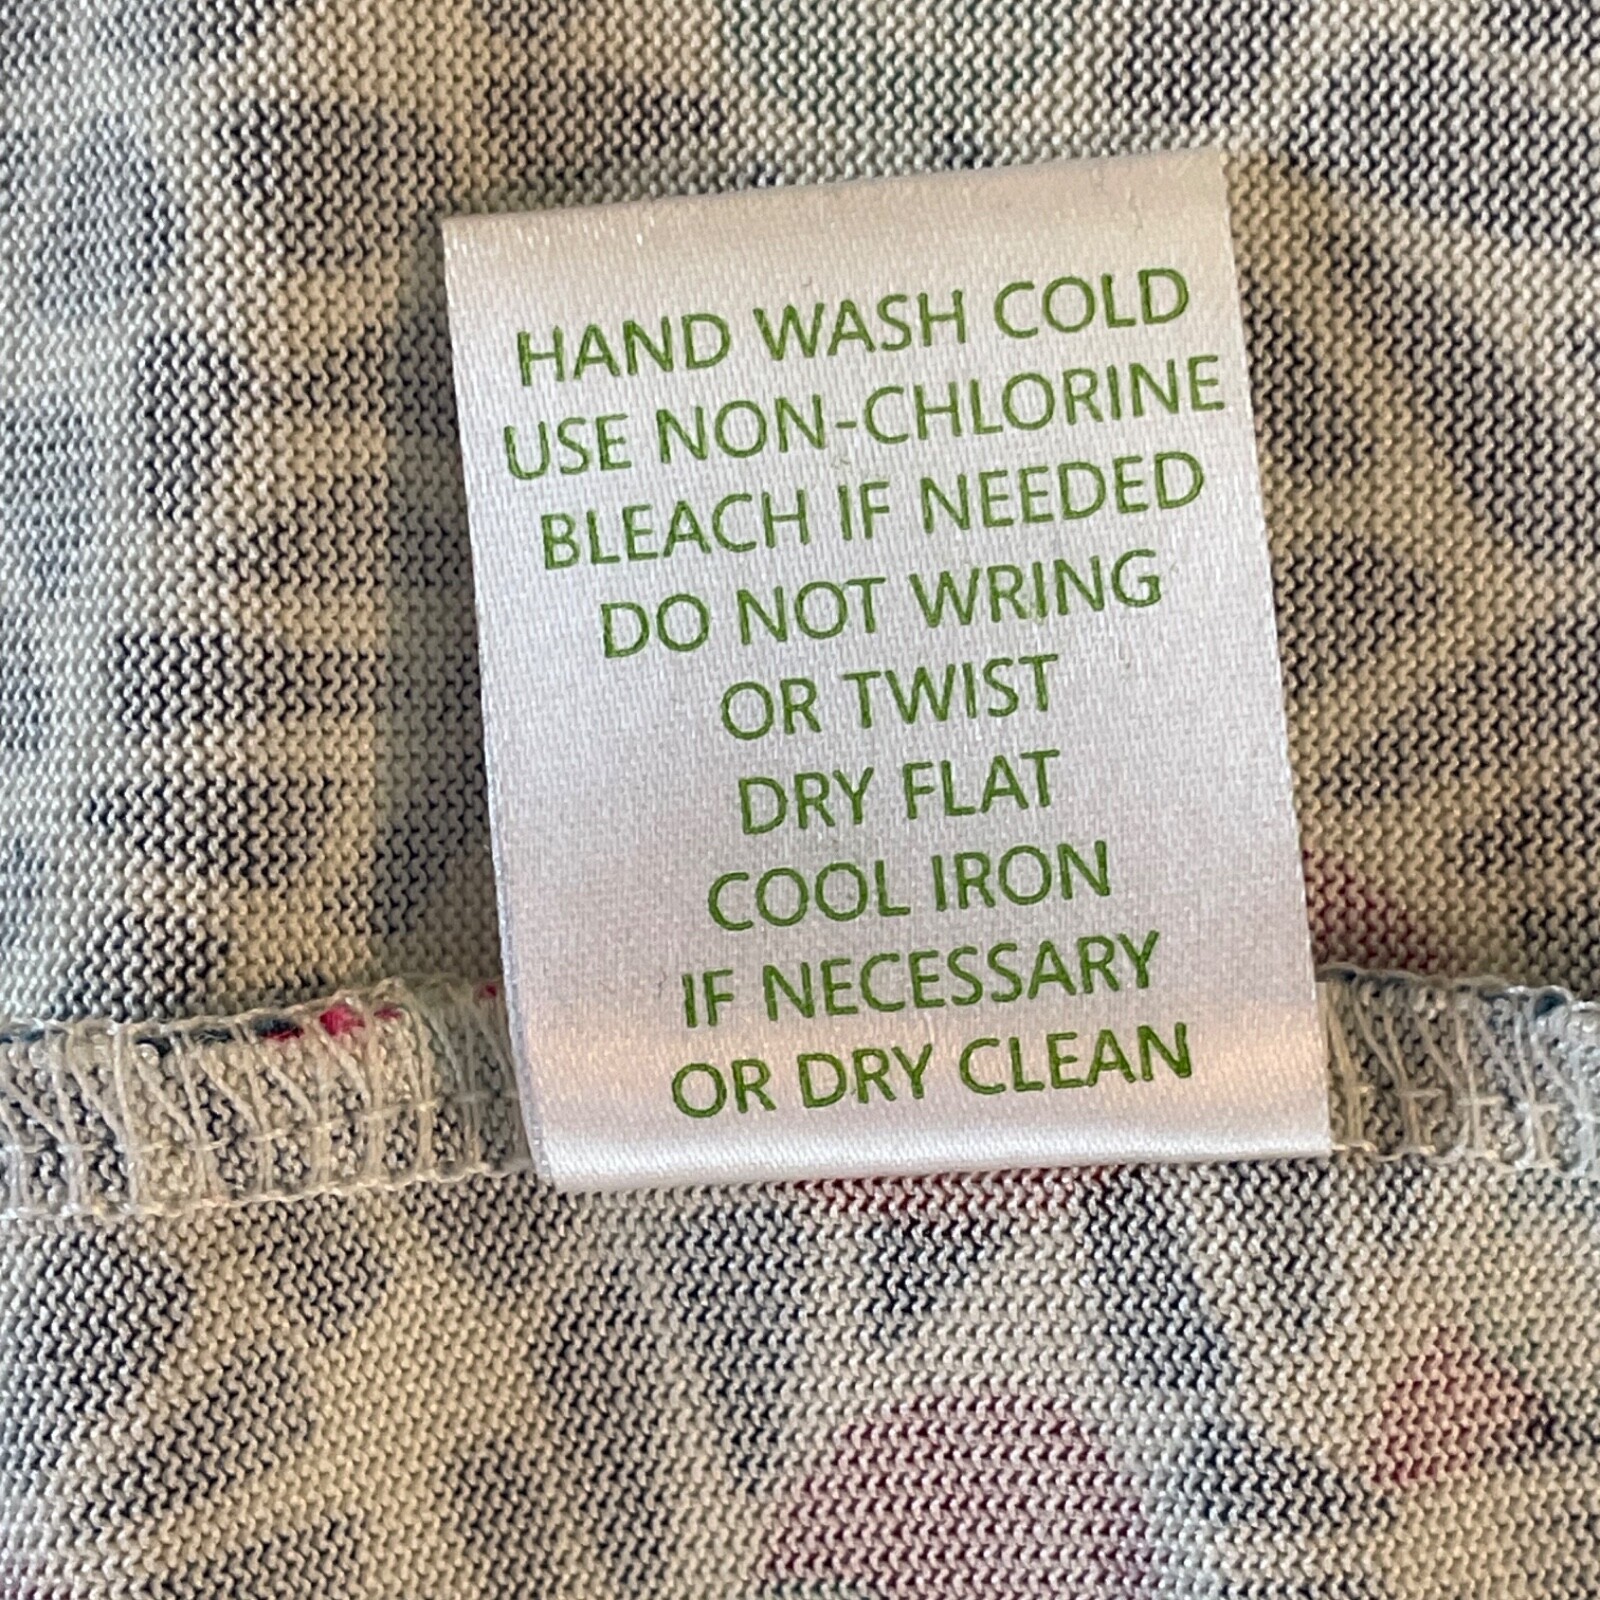 HAND WASH COLD
USE NON-CHLORINE
BLEACH IF NEEDED
DO NOT WRING
OR TWIST
DRY FLAT
COOL IRON
IF NECESSARY
OR DRY CLEAN